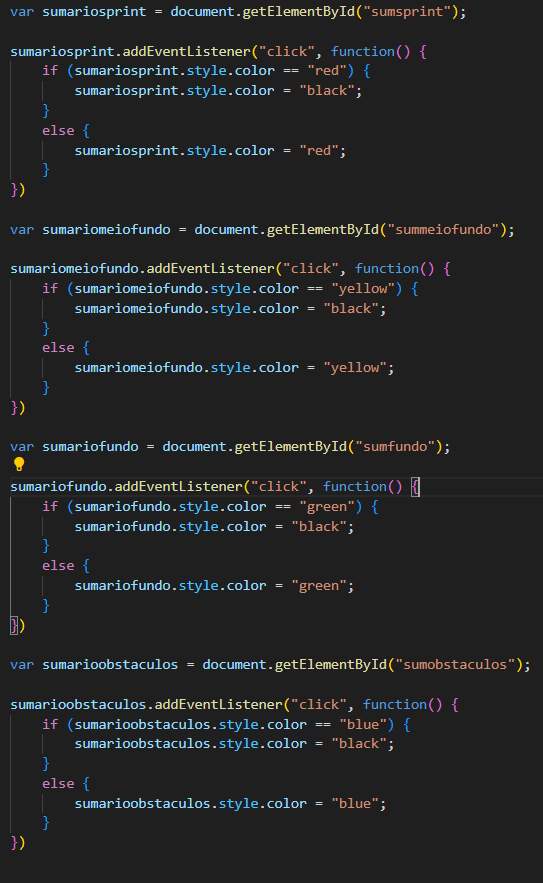 var sumariosprint = document.getElementById("sumsprint");
sumariosprint.addEventListener("click", function() {
if (sumariosprint.style.color == "red") {
sumariosprint.style.color = "black";
}
else {
sumariosprint.style.color = "red";
}
})
var sumariomeiofundo = document.getElementById("summeiofundo");
sumariomeiofundo.addEventListener("click", function() {
if (sumariomeiofundo.style.color == "yellow") {
sumariomeiofundo.style.color = "black";
}
else {
sumariomeiofundo.style.color = "yellow";
}
})
var sumariofundo = document.getElementById("sumfundo");
sumariofundo.addEventListener("click", function() {
if (sumariofundo.style.color == "green") {
sumariofundo.style.color = "black";
}
else {
sumariofundo.style.color = "green";
}
})
var sumarioobstaculos = document.getElementById("sumobstaculos");
sumarioobstaculos.addEventListener("click", function() {
if (sumarioobstaculos.style.color == "blue") {
sumarioobstaculos.style.color = "black";
}
else {
sumarioobstaculos.style.color = "blue";
}
})